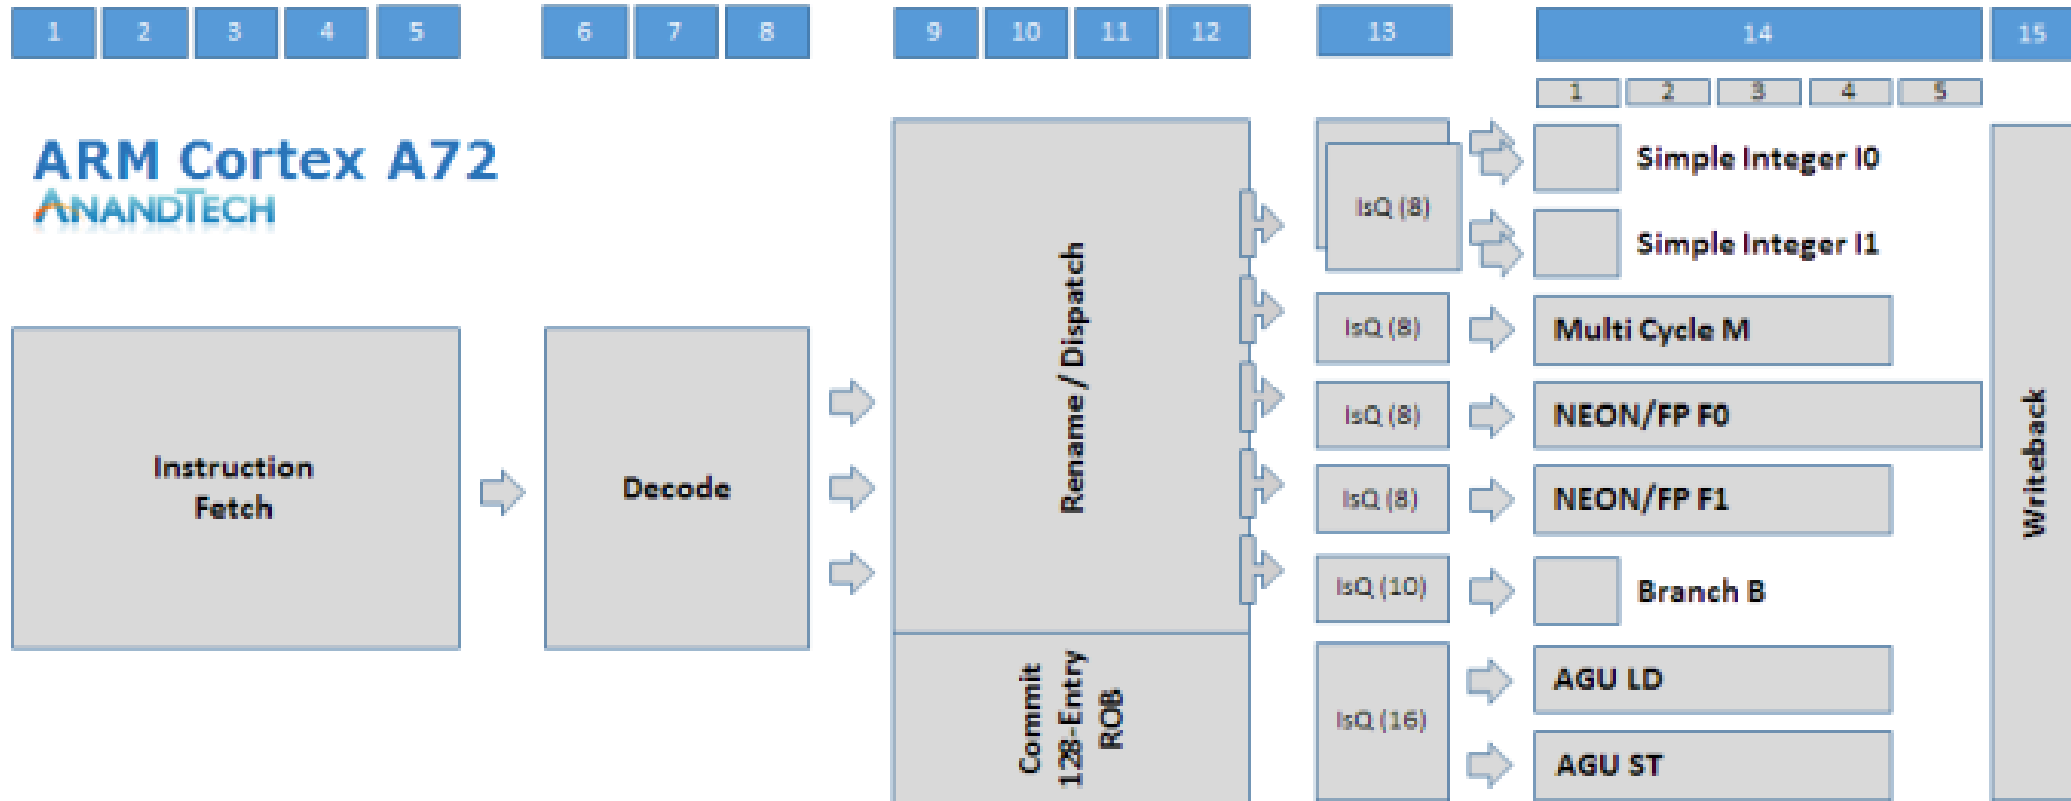 1 2 3 4 5 6 7 8 9 10 11 12 13 14 15
1 2 3 4 5
ARM Cortex A72
ANANDTECH
Instruction
Fetch
Decode
Rename / Dispatch
Commit
128-Entry
ROB
IsQ (8)
IsQ (8)
IsQ (8)
IsQ (8)
IsQ (10)
IsQ (16)
Simple Integer I0
Simple Integer I1
Multi Cycle M
NEON/FP F0
NEON/FP F1
Branch B
AGU LD
AGU ST
Writeback